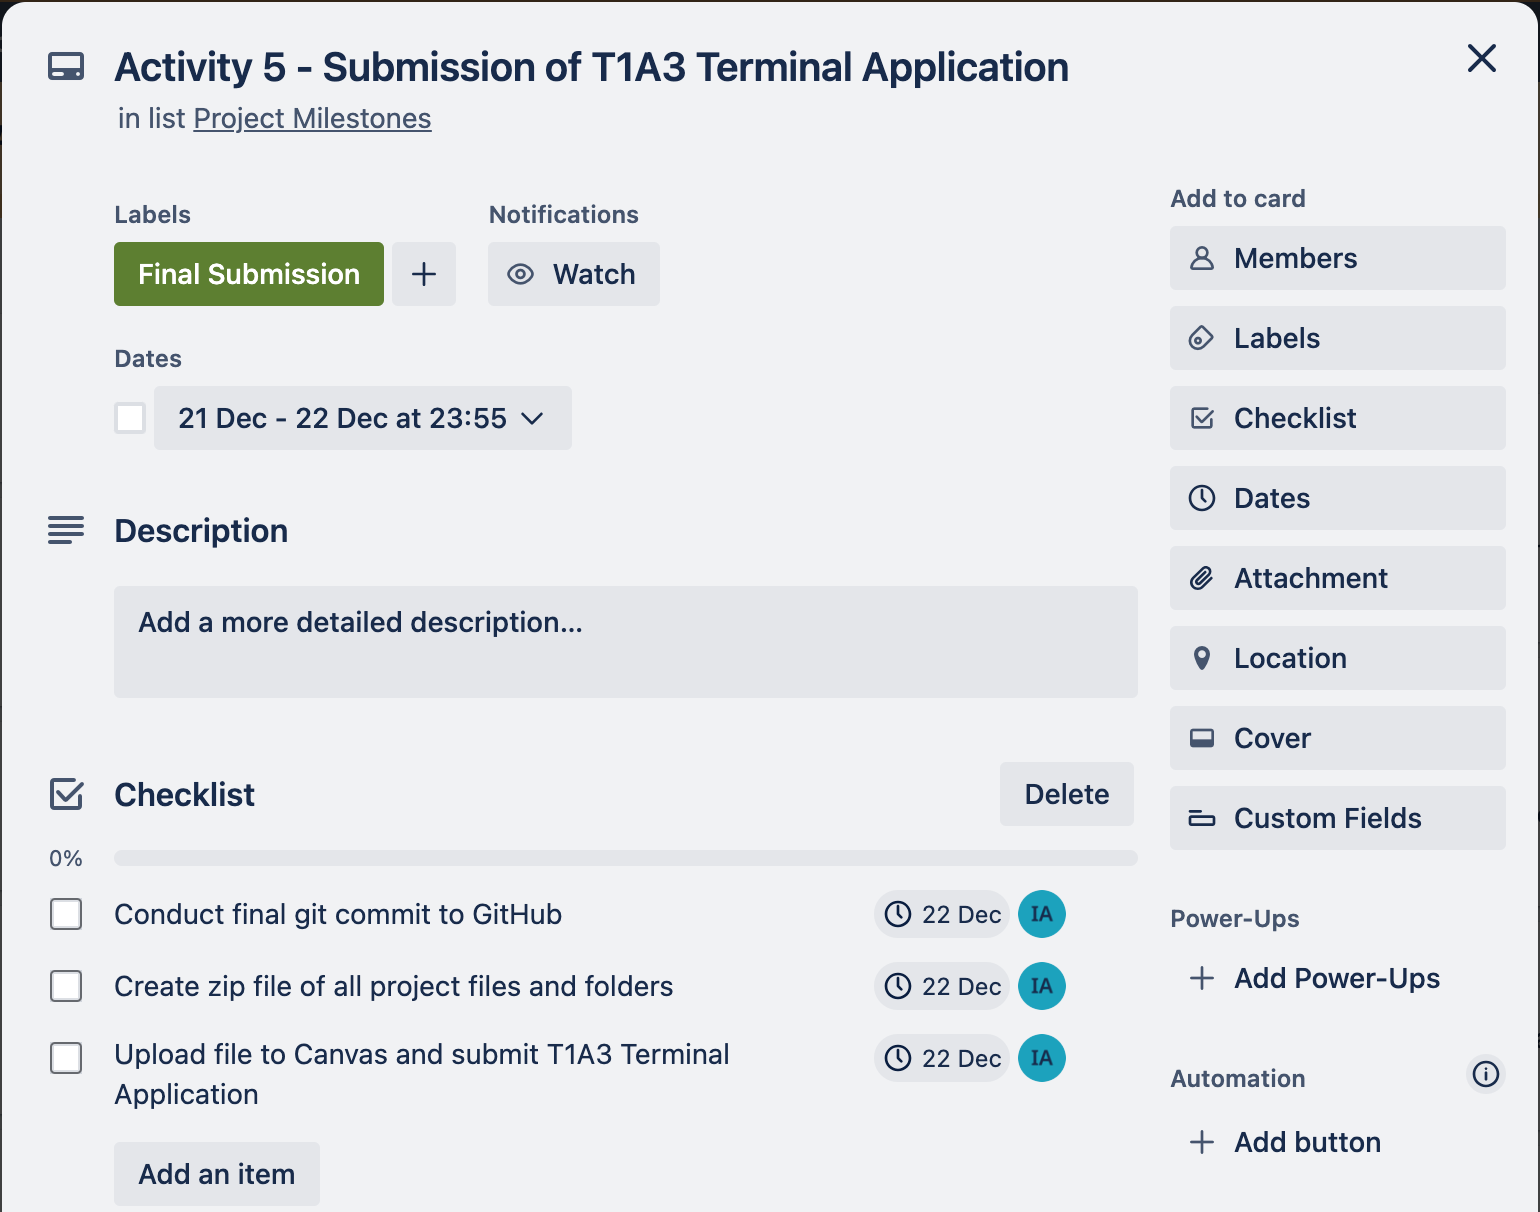 Activity 5 - Submission of T1A3 Terminal Application
in list Project Milestones
Labels
Notifications
Final Submission
Watch
Dates
21 Dec - 22 Dec at 23:55
Description
Add a more detailed description...
Checklist
Delete
0%
Conduct final git commit to GitHub
22 Dec
IA
Create zip file of all project files and folders
22 Dec
IA
Upload file to Canvas and submit T1A3 Terminal
Application
22 Dec
IA
Add an item
Add to card
Members
Labels
Checklist
Dates
Attachment
Location
Cover
Custom Fields
Power-Ups
Add Power-Ups
Automation
Add button